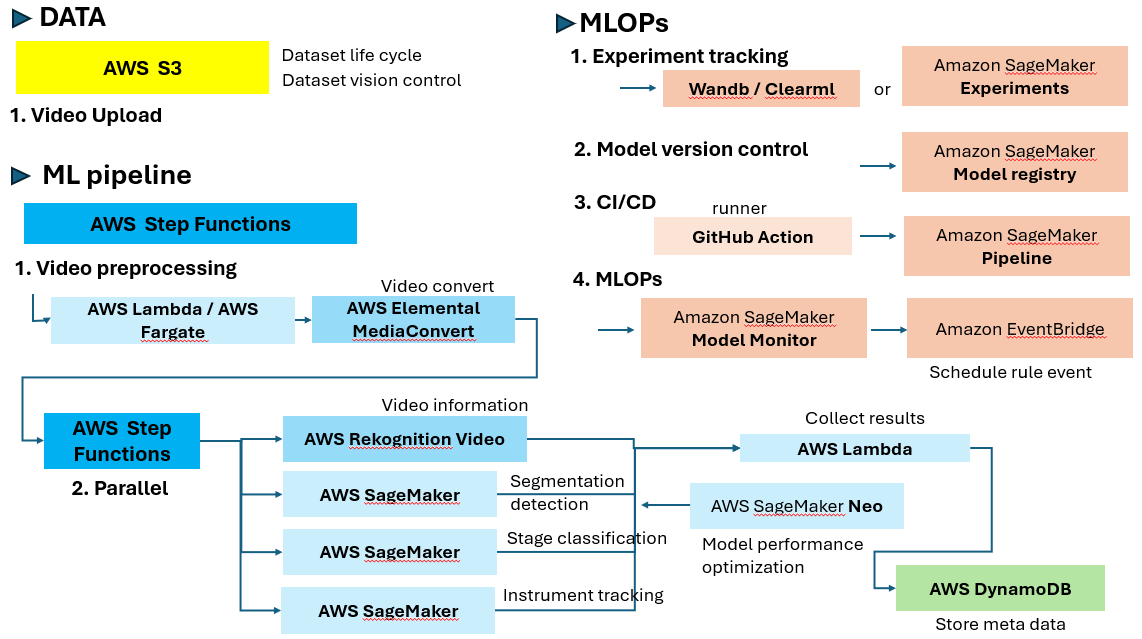 DATA
AWS S3
Dataset life cycle
Dataset vision control
1. Video Upload
ML pipeline
AWS Step Functions
1. Video preprocessing
AWS Lambda / AWS
Fargate
Video convert
AWS Elemental
MediaConvert
AWS Step
Functions
2. Parallel
Video information
AWS Rekognition Video
AWS SageMaker
Segmentation
detection
AWS SageMaker
Stage classification
AWS SageMaker
Instrument tracking
Collect results
AWS Lambda
AWS SageMaker Neo
Model performance
optimization
AWS DynamoDB
Store meta data
MLOPs
1. Experiment tracking
Wandb / Clearml
or
Amazon SageMaker
Experiments
2. Model version control
Amazon SageMaker
Model registry
3. CI/CD
runner
GitHub Action
Amazon SageMaker
Pipeline
4. MLOPs
Amazon SageMaker
Model Monitor
Amazon EventBridge
Schedule rule event